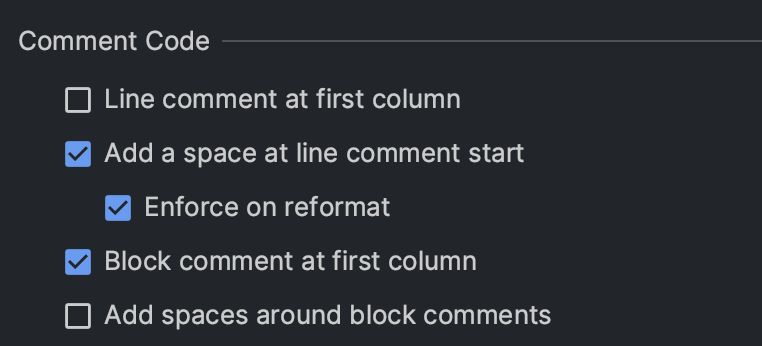 Comment Code
Line comment at first column
Add a space at line comment start
Enforce on reformat
Block comment at first column
Add spaces around block comments